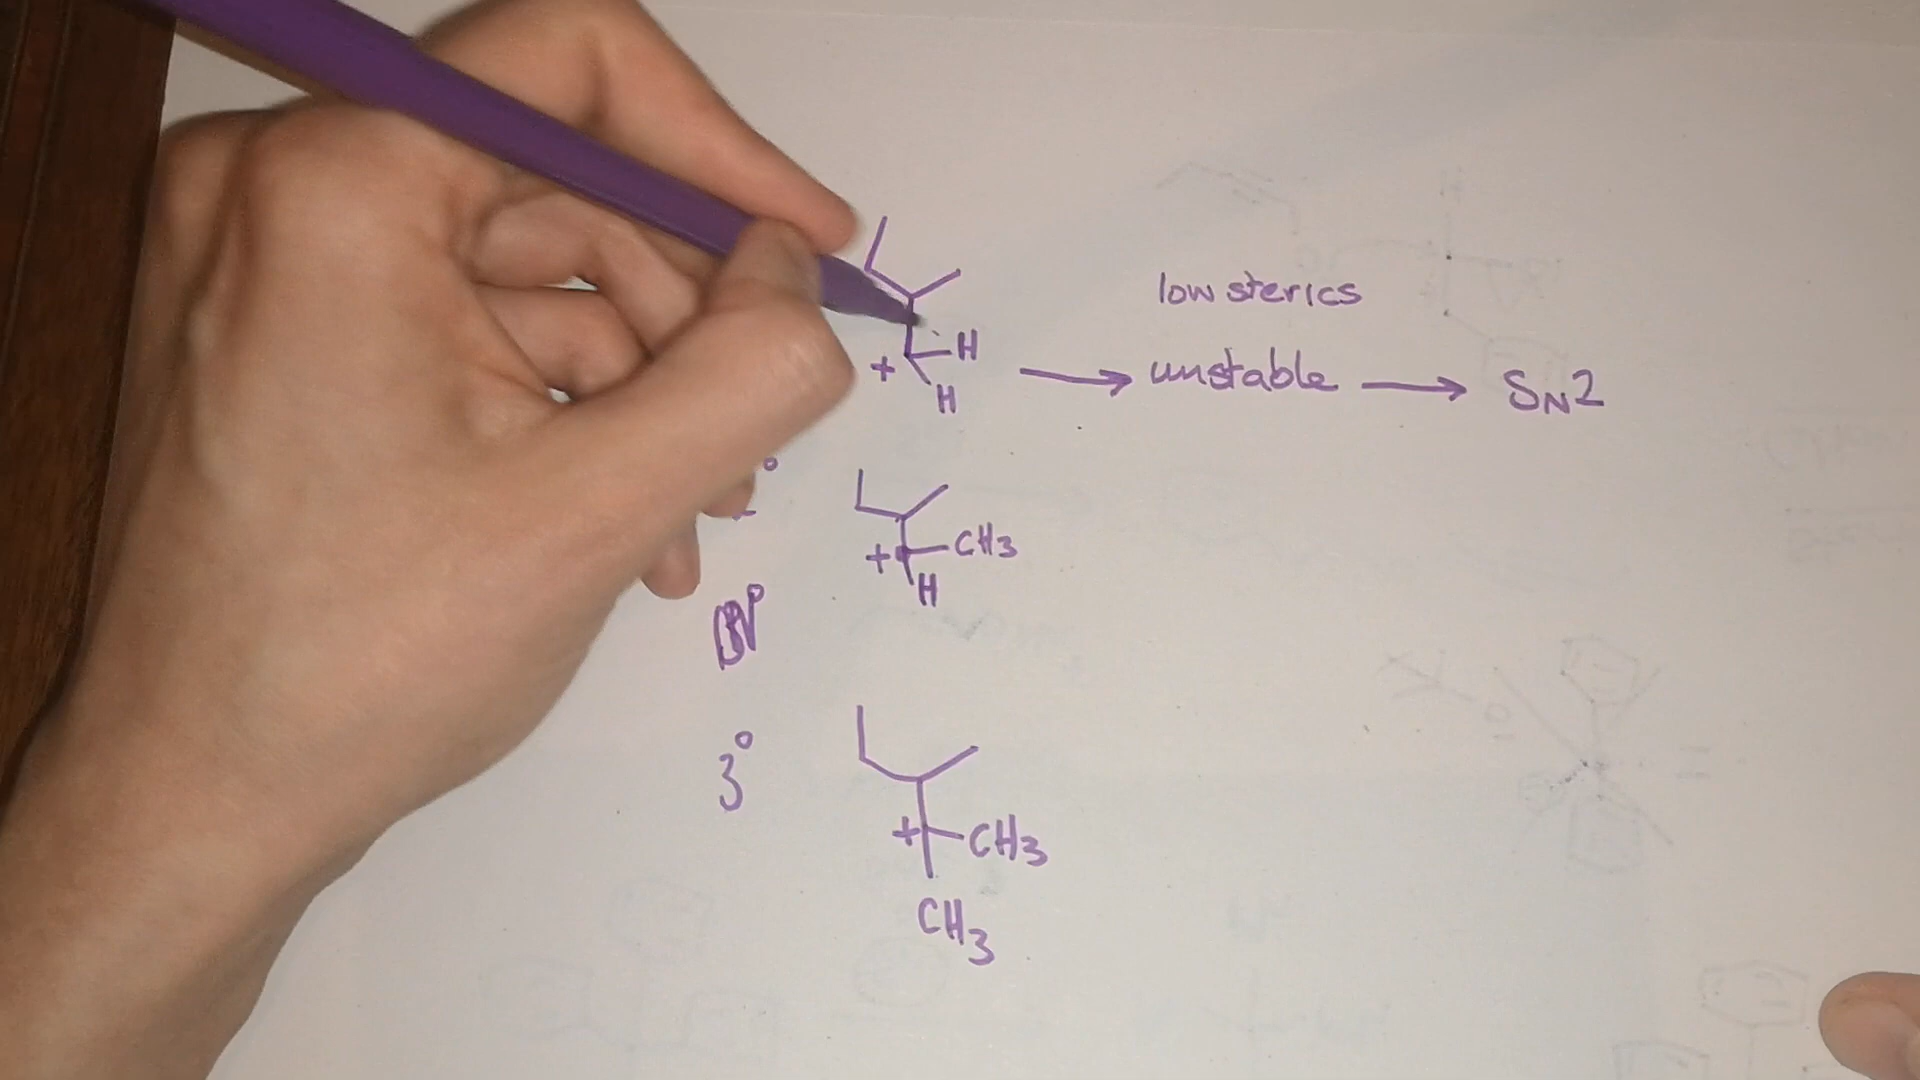 low sterics
+ H → unstable → SN2
H
°
+ CH3
H
3°
+ CH3
CH3